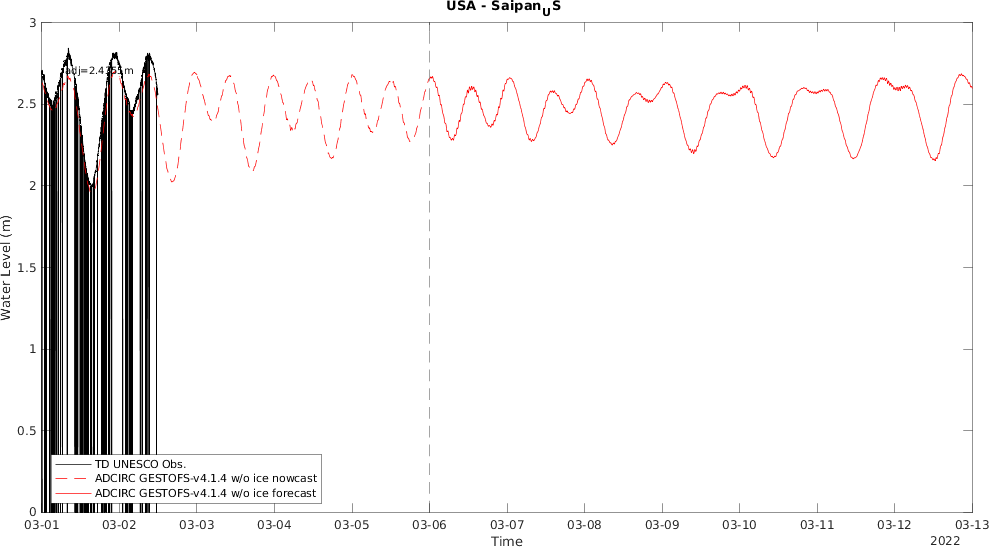 USA - Saipan_US
3
2.5
2
1.5
1
0.5
0
Water Level (m)
TD UNESCO Obs.
ADCIRC GESTOFS-v4.1.4 w/o ice nowcast
ADCIRC GESTOFS-v4.1.4 w/o ice forecast
03-01 03-02 03-03 03-04 03-05 03-06 03-07 03-08 03-09 03-10 03-11 03-12 03-13
Time
2022